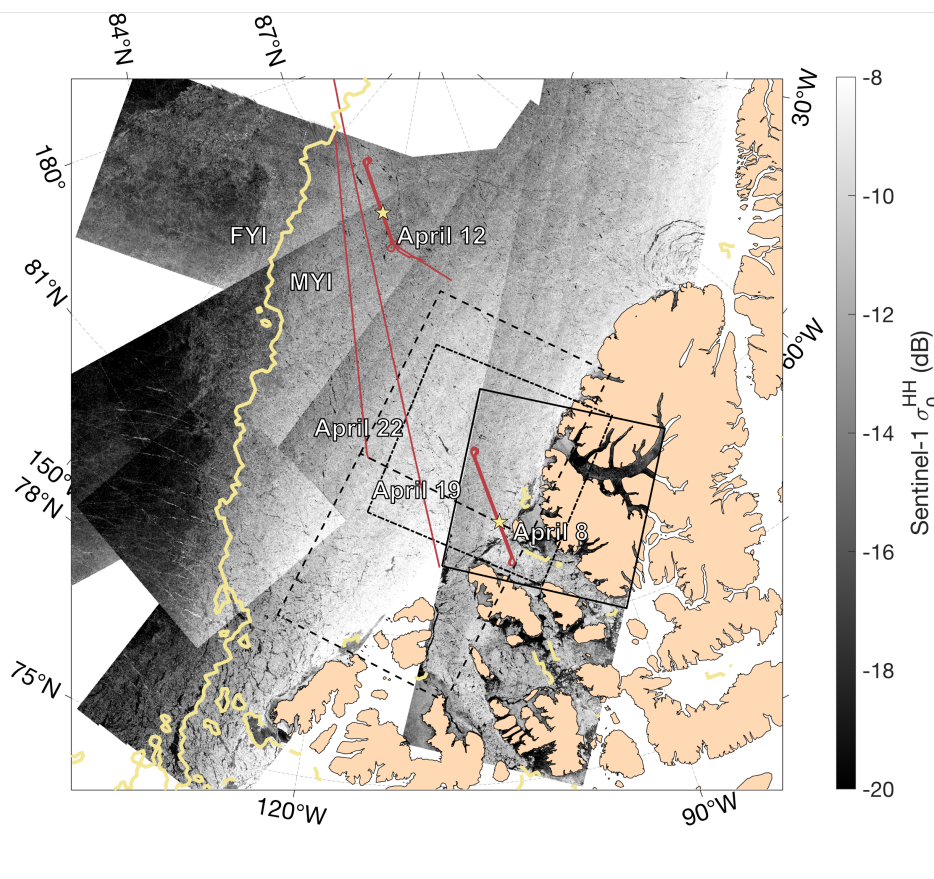 84°N
87°N
30°W
180°
60°W
81°N
150°W
78°N
75°N
120°W
90°W
FYI
MYI
April 12
April 22
April 19
April 8
-8
-10
-12
-14
-16
-18
-20
Sentinel-1 σ₀ᴴᴴ (dB)